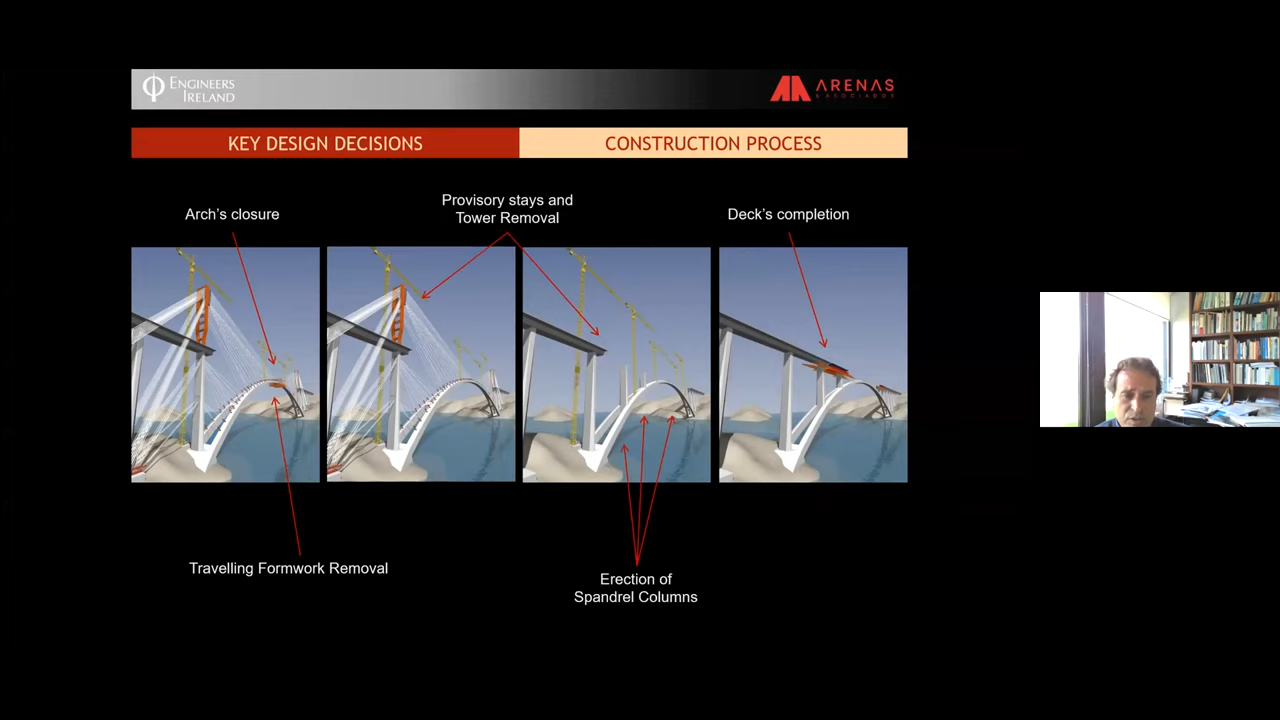 ENGINEERS
IRELAND
ARENAS
& ASOCIADOS
KEY DESIGN DECISIONS
CONSTRUCTION PROCESS
Arch's closure
Provisory stays and
Tower Removal
Deck's completion
Travelling Formwork Removal
Erection of
Spandrel Columns